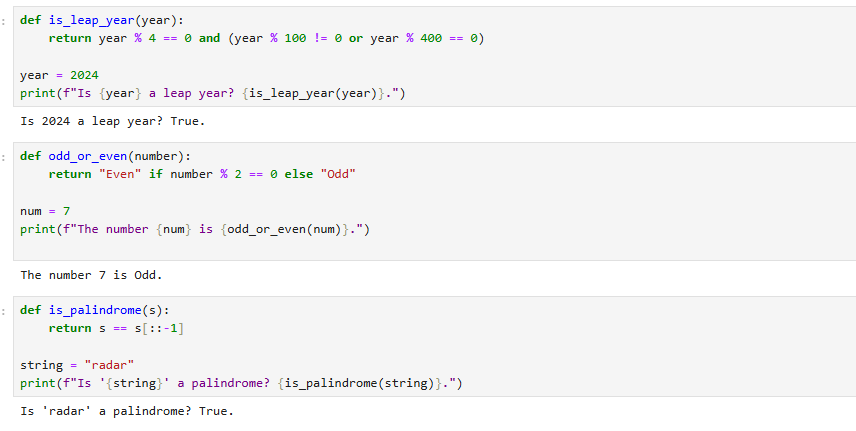 :
def is_leap_year(year):
    return year % 4 == 0 and (year % 100 != 0 or year % 400 == 0)
year = 2024
print(f"Is {year} a leap year? {is_leap_year(year)}.")
Is 2024 a leap year? True.
:
def odd_or_even(number):
    return "Even" if number % 2 == 0 else "Odd"
num = 7
print(f"The number {num} is {odd_or_even(num)}.")
The number 7 is Odd.
:
def is_palindrome(s):
    return s == s[::-1]
string = "radar"
print(f"Is '{string}' a palindrome? {is_palindrome(string)}.")
Is 'radar' a palindrome? True.